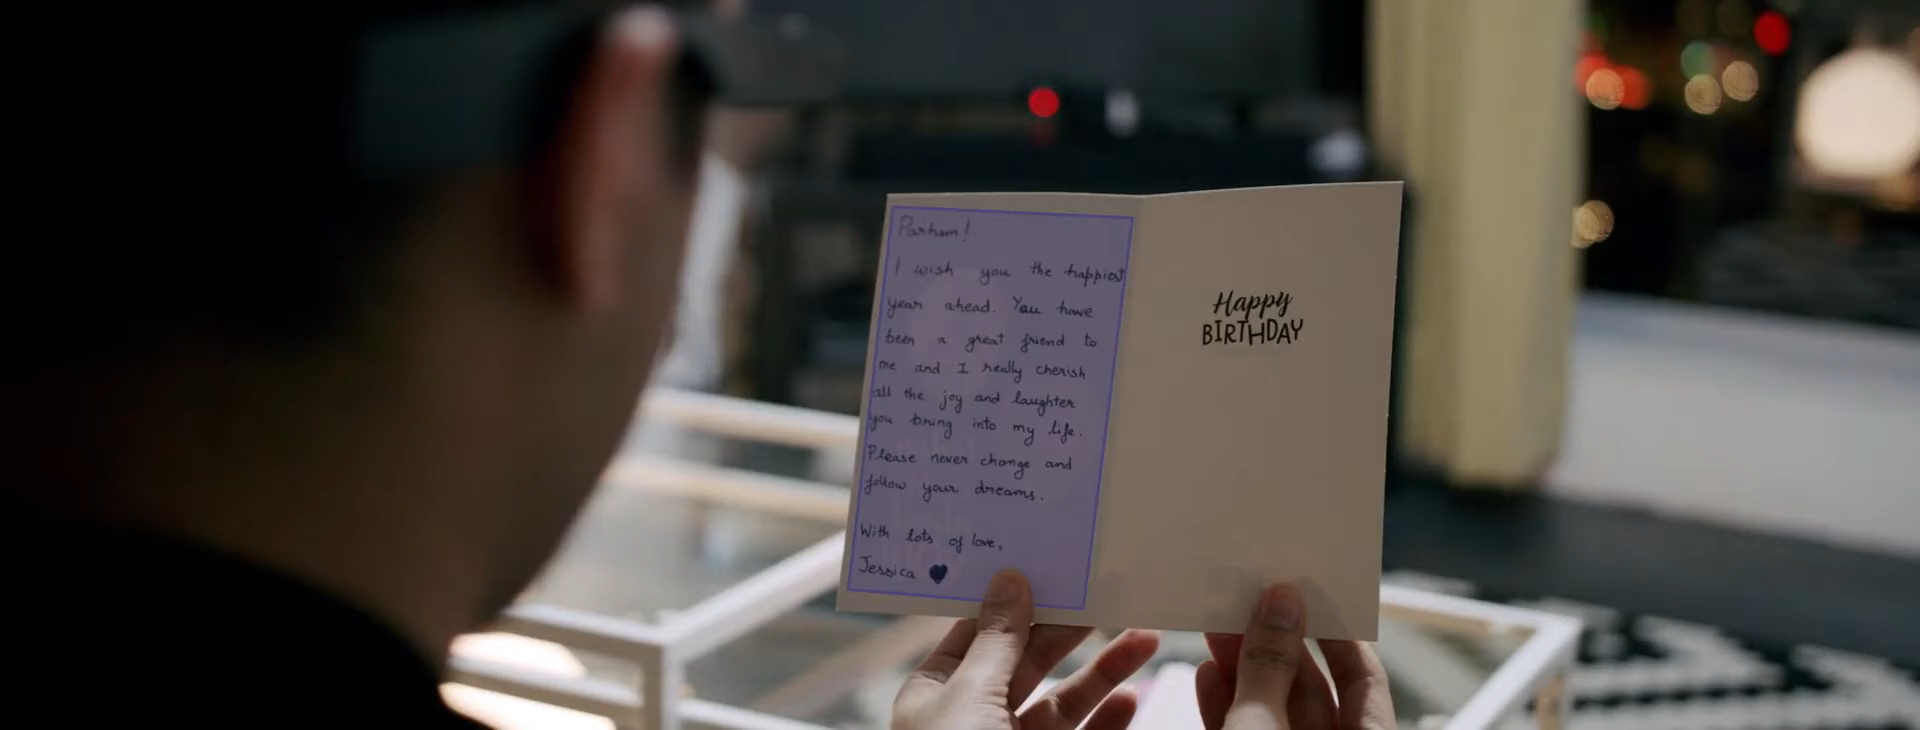 Parham!
I wish you the happiest
year ahead. You have
been a great friend to
me and I really cherish
all the joy and laughter
you bring into my life.
Please never change and
follow your dreams.
With lots of love,
Jessica
Happy
BIRTHDAY